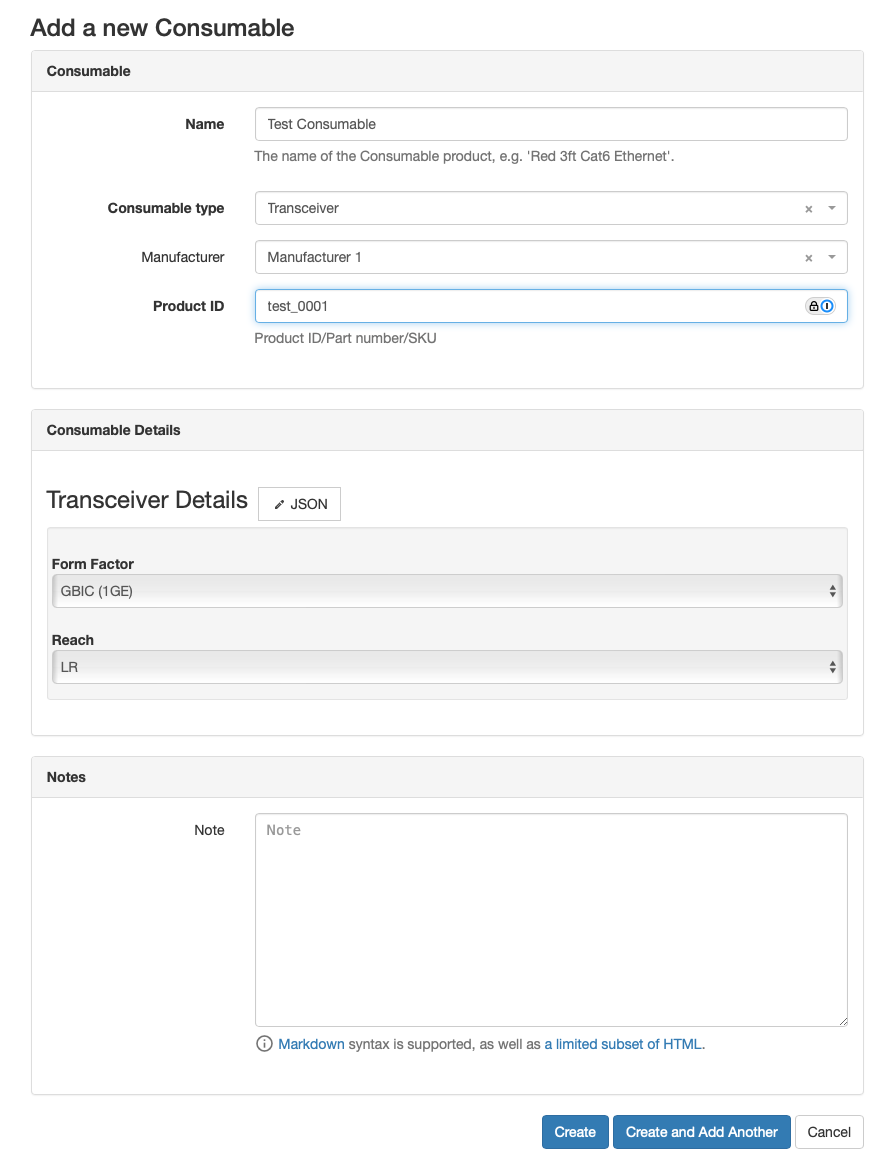 Add a new Consumable
Consumable
Name
Test Consumable
The name of the Consumable product, e.g. 'Red 3ft Cat6 Ethernet'.
Consumable type
Transceiver
Manufacturer
Manufacturer 1
Product ID
test_0001
Product ID/Part number/SKU
Consumable Details
Transceiver Details
JSON
Form Factor
GBIC (1GE)
Reach
LR
Notes
Note
Note
Markdown syntax is supported, as well as a limited subset of HTML.
Create
Create and Add Another
Cancel